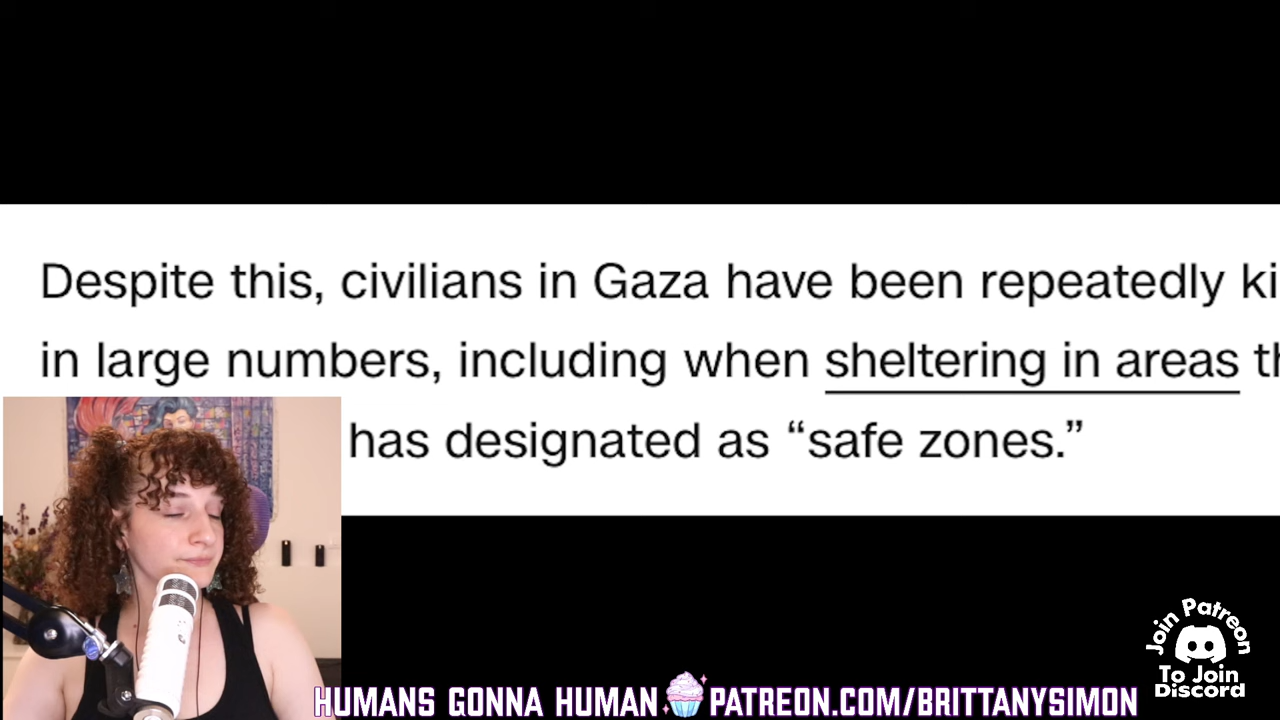 Despite this, civilians in Gaza have been repeatedly
in large numbers, including when sheltering in areas
has designated as “safe zones.”
Join Patreon
To Join
Discord
HUMANS GONNA HUMAN PATREON.COM/BRITTANYSIMON